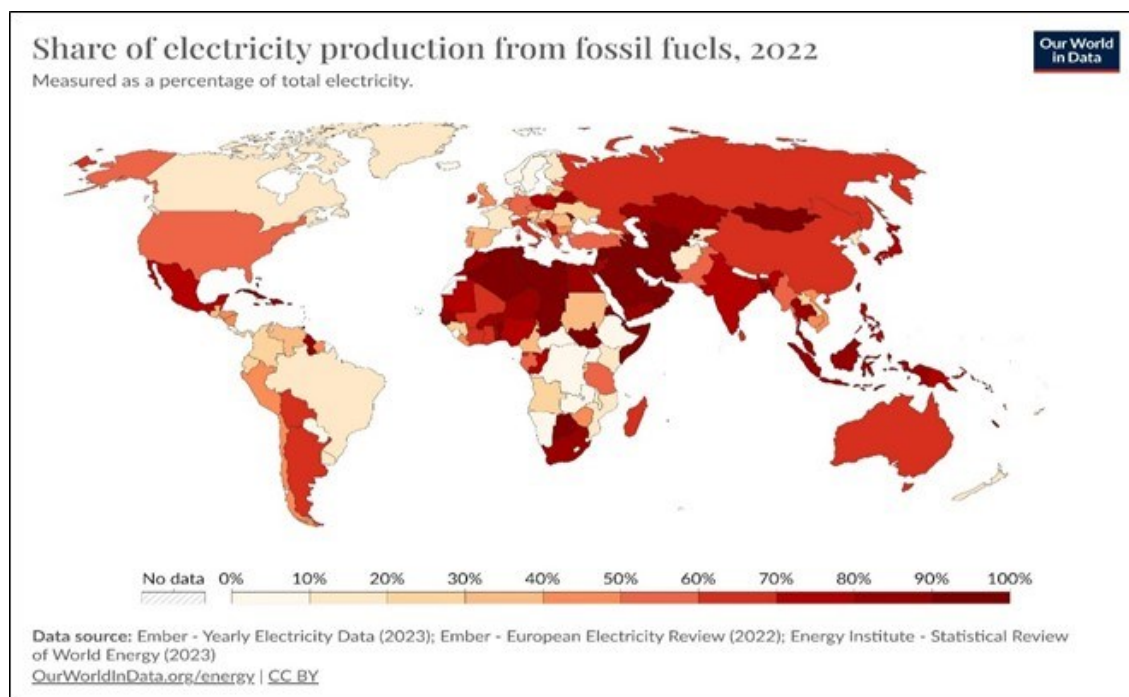 Share of electricity production from fossil fuels, 2022
Measured as a percentage of total electricity.
Our World
in Data
No data
0%
10%
20%
30%
40%
50%
60%
70%
80%
90%
100%
Data source: Ember - Yearly Electricity Data (2023); Ember - European Electricity Review (2022); Energy Institute - Statistical Review
of World Energy (2023)
OurWorldInData.org/energy | CC BY